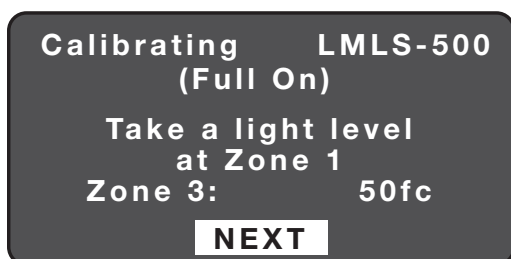 Calibrating LMLS-500
(Full On)
Take a light level
at Zone 1
Zone 3: 50fc
NEXT